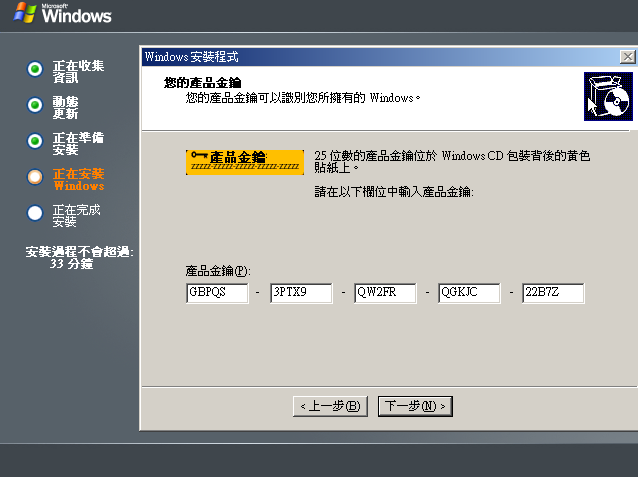 Microsoft
Windows
正在收集
資訊
動態
更新
正在準備
安裝
正在安裝
Windows
正在完成
安裝
安裝過程不會超過:
33 分鐘
Windows 安裝程式
您的產品金鑰
您的產品金鑰可以識別您所擁有的 Windows。
產品金鑰:
zzzzz-zzzzz-zzzzz-zzzzz-zzzzz
25 位數的產品金鑰位於 Windows CD 包裝背後的黃色
貼紙上。
請在以下欄位中輸入產品金鑰:
產品金鑰(P):
GBPQS - 3PTX9 - QW2FR - QGKJC - 22B7Z
< 上一步(B) 下一步(N) >